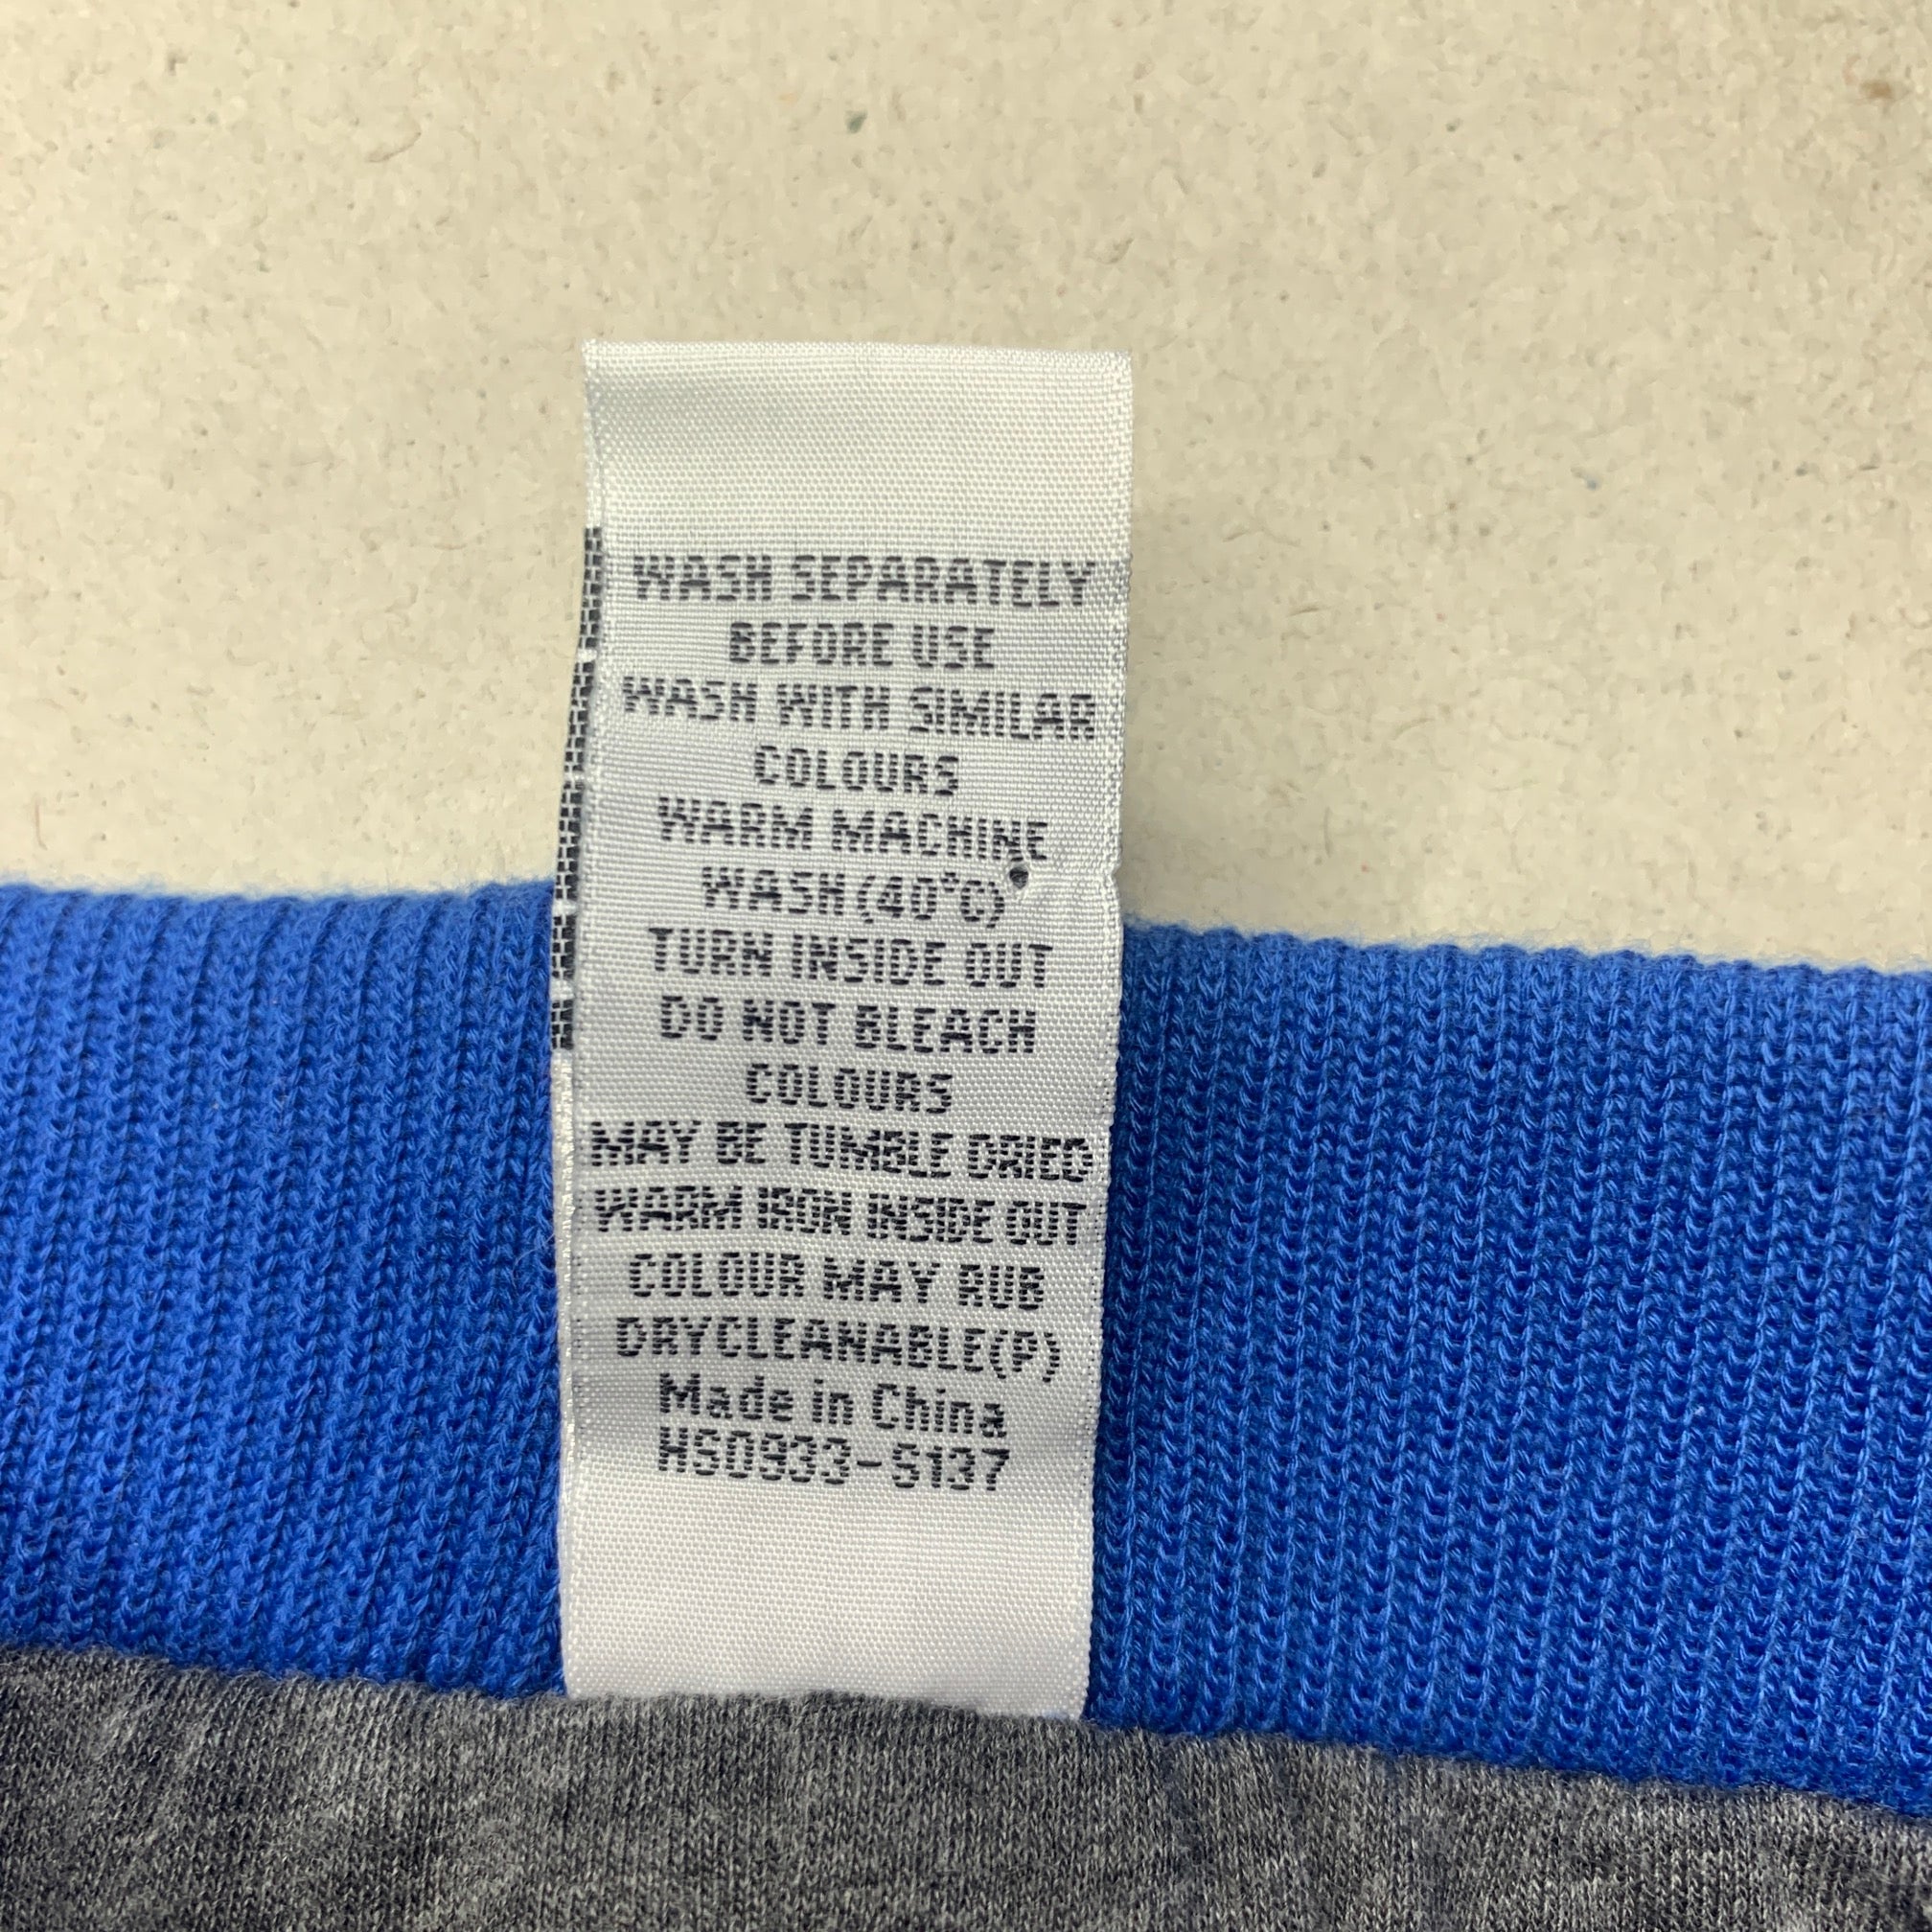 WASH SEPARATELY
BEFORE USE
WASH WITH SIMILAR
COLOURS
WARM MACHINE
WASH (40°C)
TURN INSIDE OUT
DO NOT BLEACH
COLOURS
MAY BE TUMBLE DRIED
WARM IRON INSIDE OUT
COLOUR MAY RUB
DRYCLEANABLE(P)
Made in China
HS0933-S137